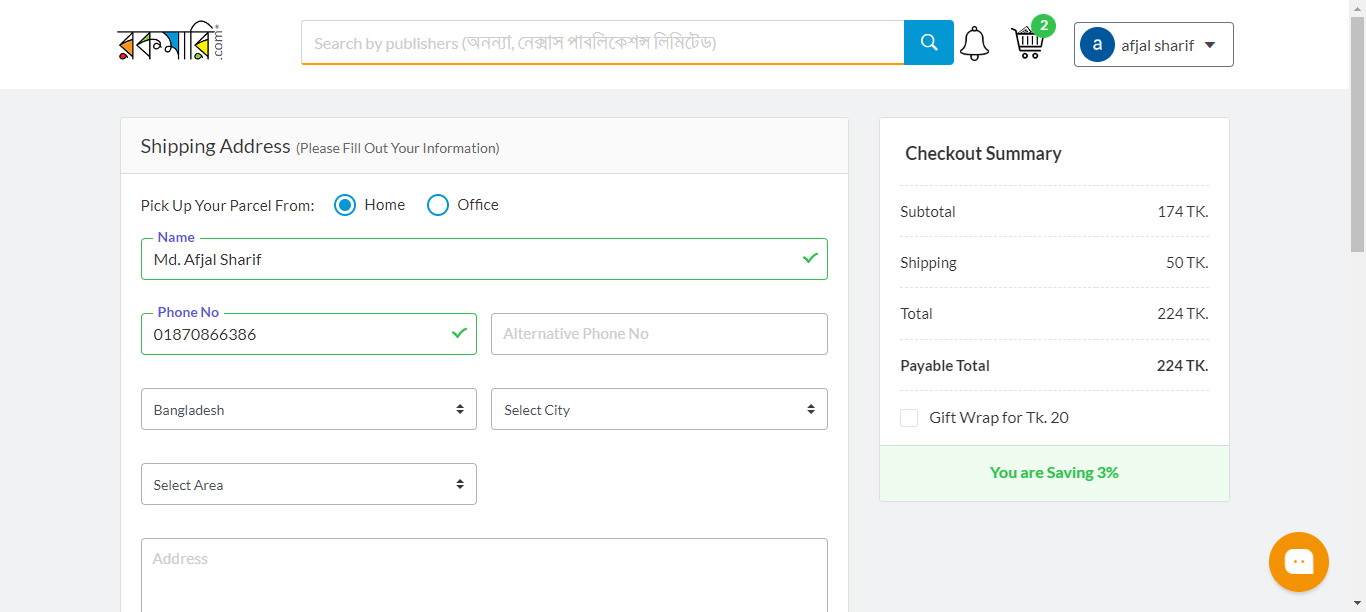 রকমারি.com
Search by publishers (অনন্যা, নেক্সাস পাবলিকেশন্স লিমিটেড)
2
a afjal sharif
Shipping Address (Please Fill Out Your Information)
Pick Up Your Parcel From: Home Office
Name
Md. Afjal Sharif
Phone No
01870866386
Alternative Phone No
Bangladesh
Select City
Select Area
Address
Checkout Summary
Subtotal 174 TK.
Shipping 50 TK.
Total 224 TK.
Payable Total 224 TK.
Gift Wrap for Tk. 20
You are Saving 3%